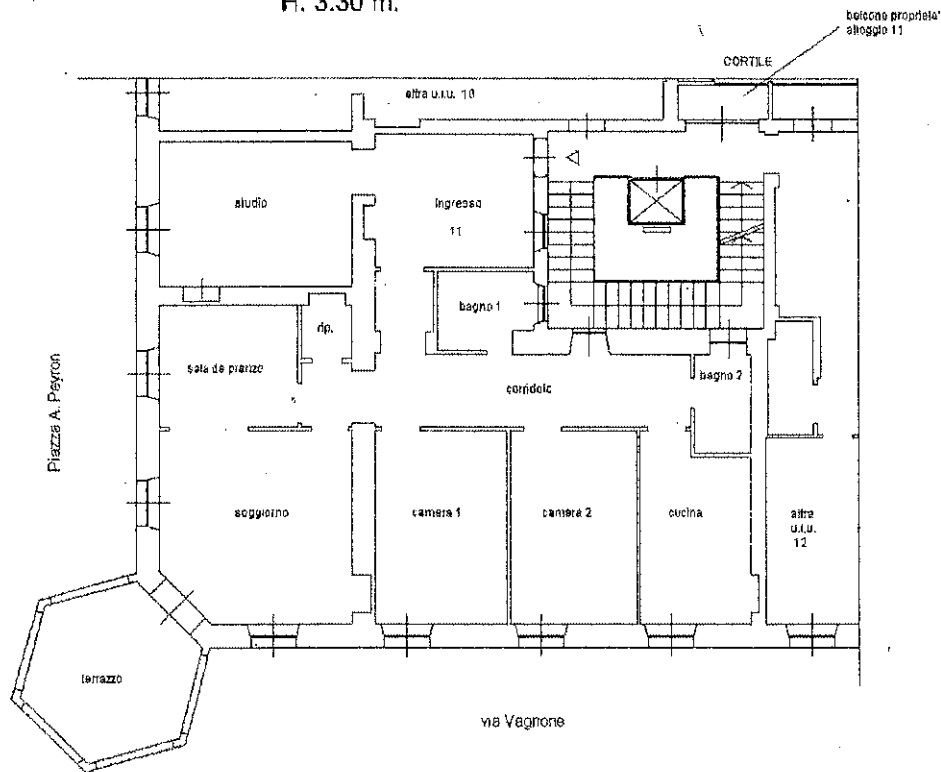 H. 3.30 m.
balcone proprieta'
alloggio 11
CORTILE
altra u.i.u. 10
studio
ingresso
11
bagno 1
rip.
sala da pranzo
corridoio
bagno 2
Piazza A. Peyron
soggiorno
camera 1
camera 2
cucina
altra
u.i.u.
12
terrazzo
via Vagnone